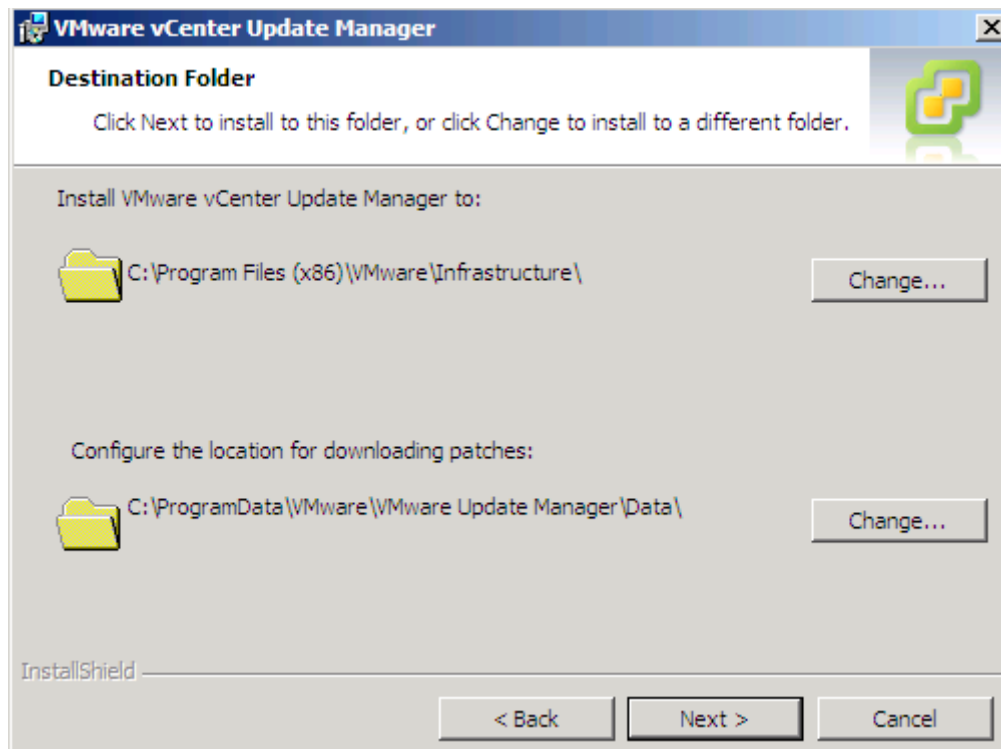 VMware vCenter Update Manager
Destination Folder
Click Next to install to this folder, or click Change to install to a different folder.
Install VMware vCenter Update Manager to:
C:\Program Files (x86)\VMware\Infrastructure\
Change...
Configure the location for downloading patches:
C:\ProgramData\VMware\VMware Update Manager\Data\
Change...
InstallShield
< Back
Next >
Cancel